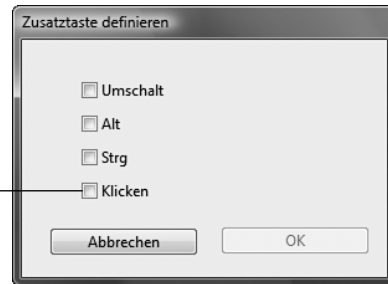 Zusatztaste definieren
Umschalt
Alt
Strg
Klicken
Abbrechen OK